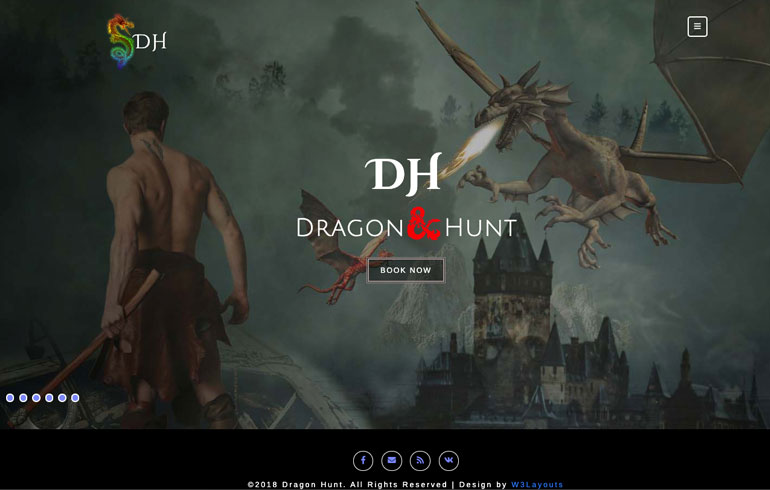 DH
DH
DRAGON & HUNT
BOOK NOW
©2018 Dragon Hunt. All Rights Reserved | Design by W3Layouts